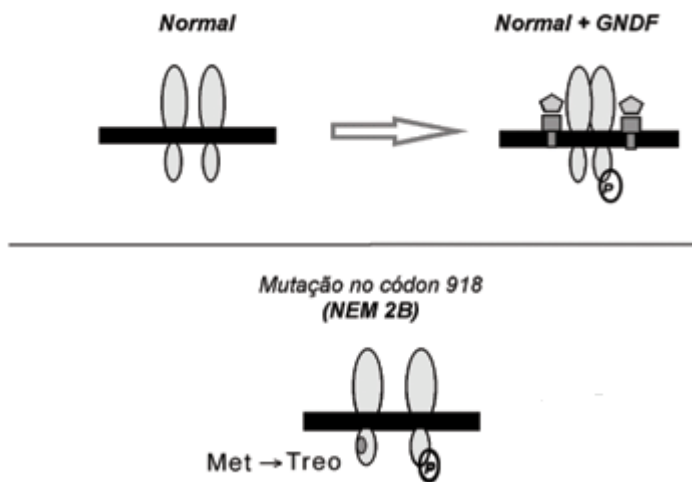 Normal
Normal + GNDF
P
Mutação no códon 918
(NEM 2B)
Met →Treo
P